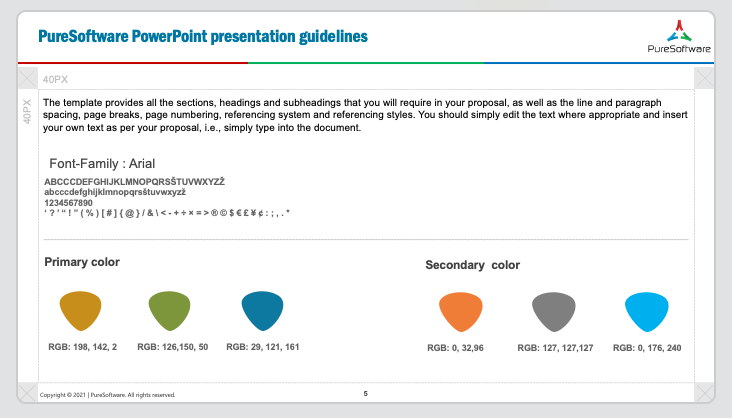 PureSoftware PowerPoint presentation guidelines
PureSoftware
40PX
40PX
The template provides all the sections, headings and subheadings that you will require in your proposal, as well as the line and paragraph
spacing, page breaks, page numbering, referencing system and referencing styles. You should simply edit the text where appropriate and insert
your own text as per your proposal, i.e., simply type into the document.
Font-Family : Arial
ABCCCDEFGHIJKLMNOPQRSŠTUVWXYZŽ
abcccdefghijklmnopqrsštuvwxyzž
1234567890
‘ ? ’ “ ! ” ( % ) [ # ] { @ } / & \ < - + ÷ × = > ® © $ € £ ¥ ¢ : ; , . *
Primary color
Secondary color
RGB: 198, 142, 2
RGB: 126,150, 50
RGB: 29, 121, 161
RGB: 0, 32,96
RGB: 127, 127,127
RGB: 0, 176, 240
Copyright © 2021 | PureSoftware. All rights reserved.
5